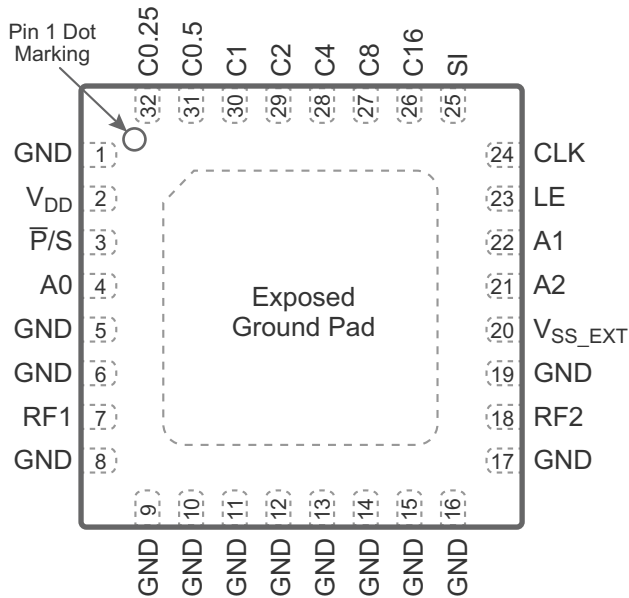 Pin 1 Dot
Marking
C0.25
C0.5
C1
C2
C4
C8
C16
SI
32
31
30
29
28
27
26
25
GND 1
V_DD 2
P̅/S 3
A0 4
GND 5
GND 6
RF1 7
GND 8
24 CLK
23 LE
22 A1
21 A2
20 V_SS_EXT
19 GND
18 RF2
17 GND
Exposed
Ground Pad
9
10
11
12
13
14
15
16
GND
GND
GND
GND
GND
GND
GND
GND